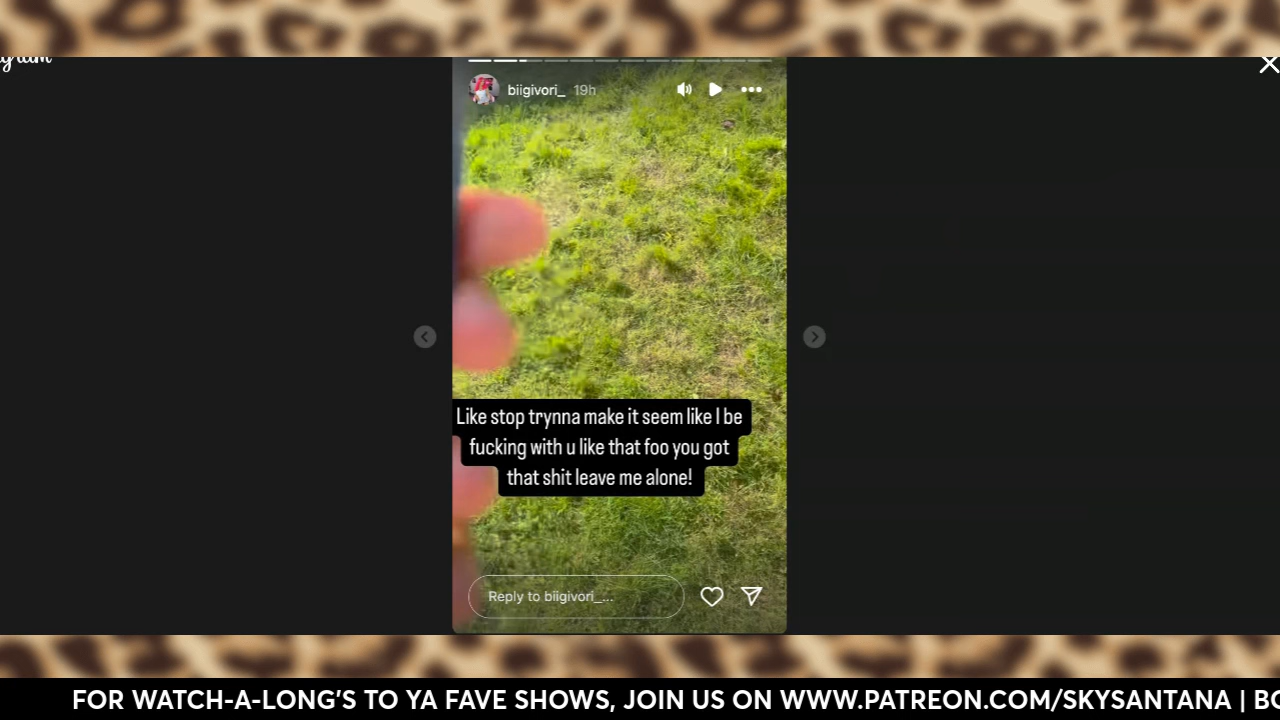 biigivori_ 19h
Like stop trynna make it seem like I be
fucking with u like that foo you got
that shit leave me alone!
Reply to biigivori_...
FOR WATCH-A-LONG'S TO YA FAVE SHOWS, JOIN US ON WWW.PATREON.COM/SKYSANTANA |